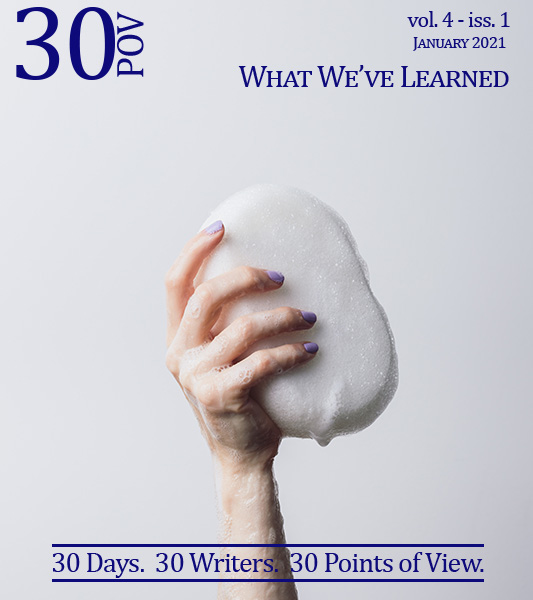 30
POV
vol. 4 - iss. 1
January 2021
What We've Learned
30 Days. 30 Writers. 30 Points of View.